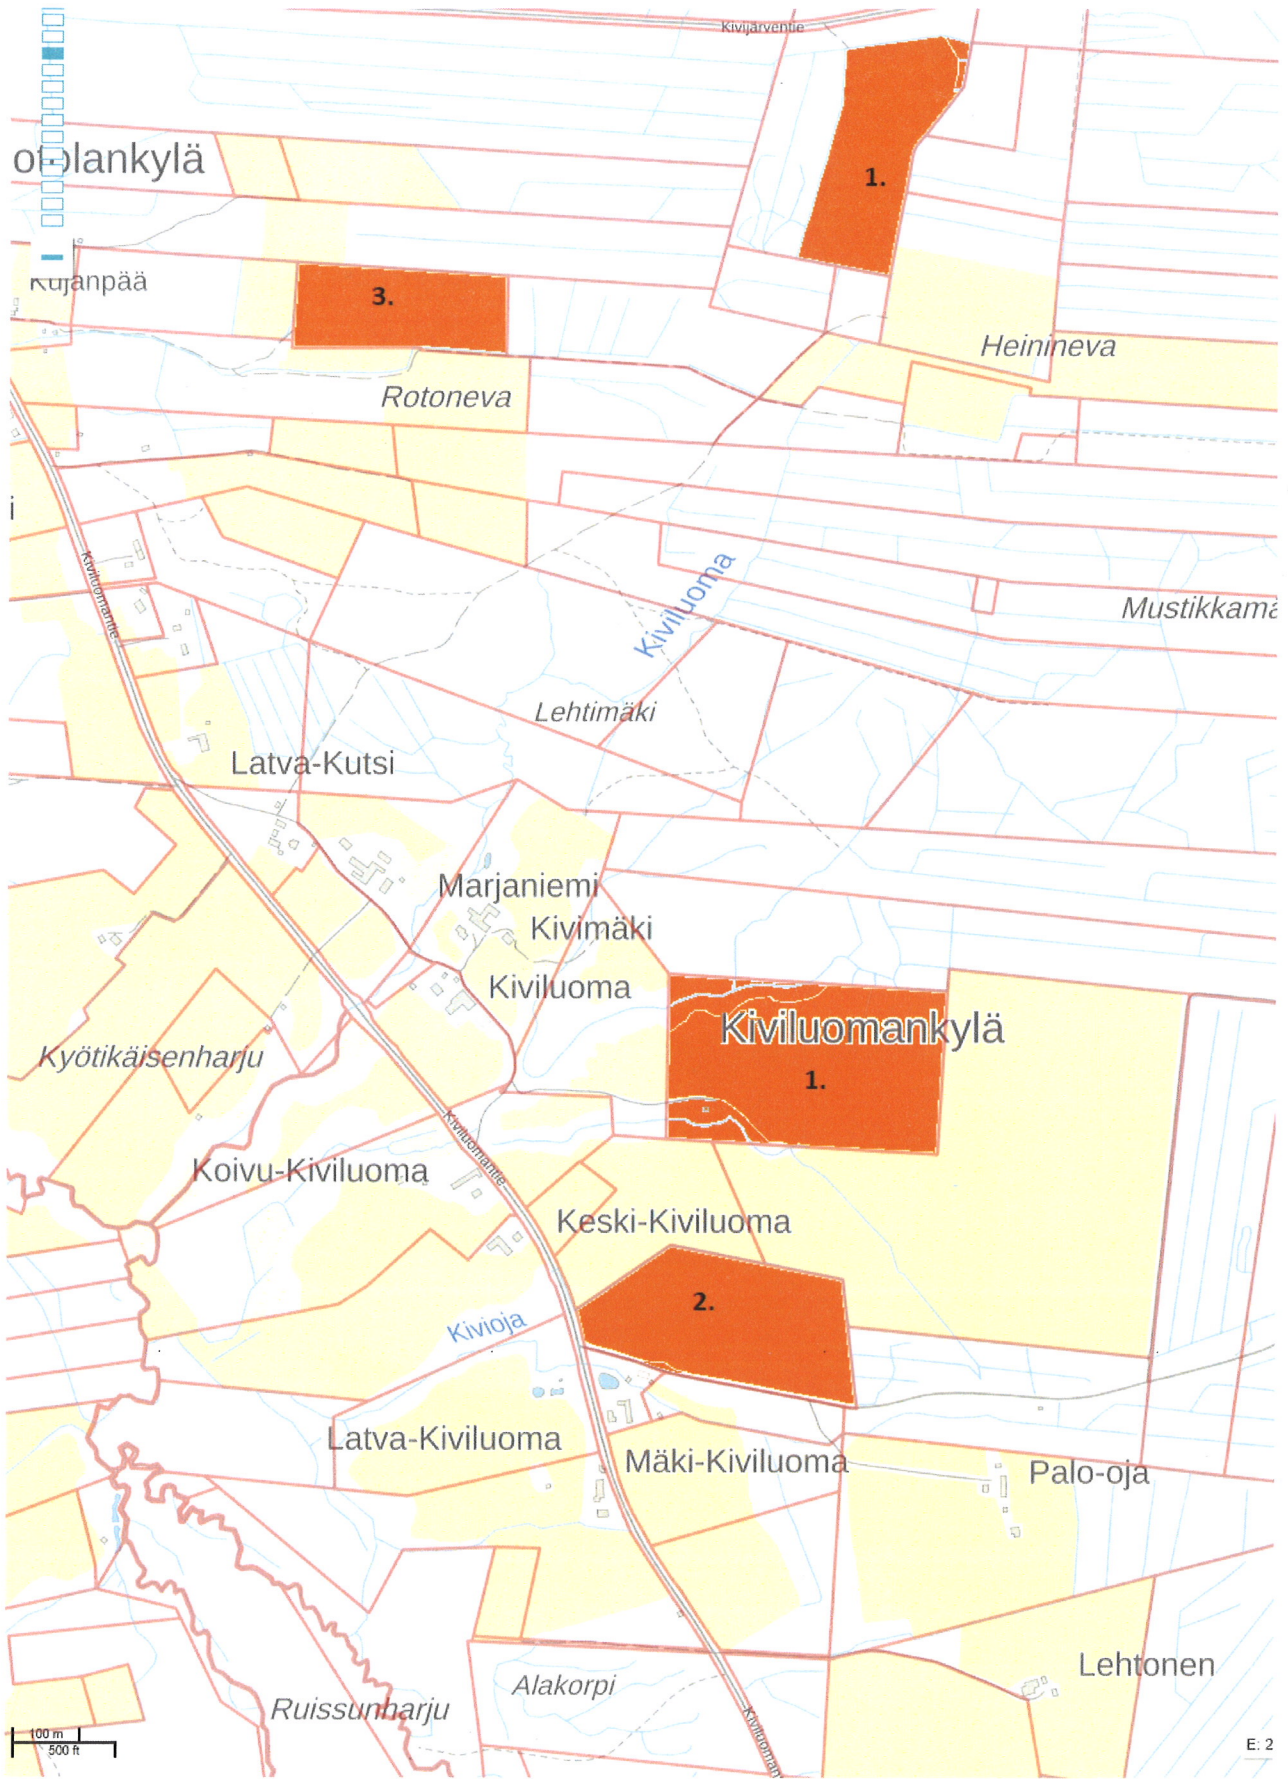 Kivijärventie
otolankylä
1.
Kujanpää
3.
Heinineva
Rotoneva
i
Kiviluomantie
Kiviluoma
Mustikkamä
Lehtimäki
Latva-Kutsi
Marjaniemi
Kivimäki
Kiviluoma
Kiviluomankylä
Kyötikäisenharju
1.
Kiviluomantie
Koivu-Kiviluoma
Keski-Kiviluoma
2.
Kivioja
Latva-Kiviluoma
Mäki-Kiviluoma
Palo-oja
Lehtonen
Alakorpi
Ruissunharju
Kiviluoman
100 m
500 ft
E: 2